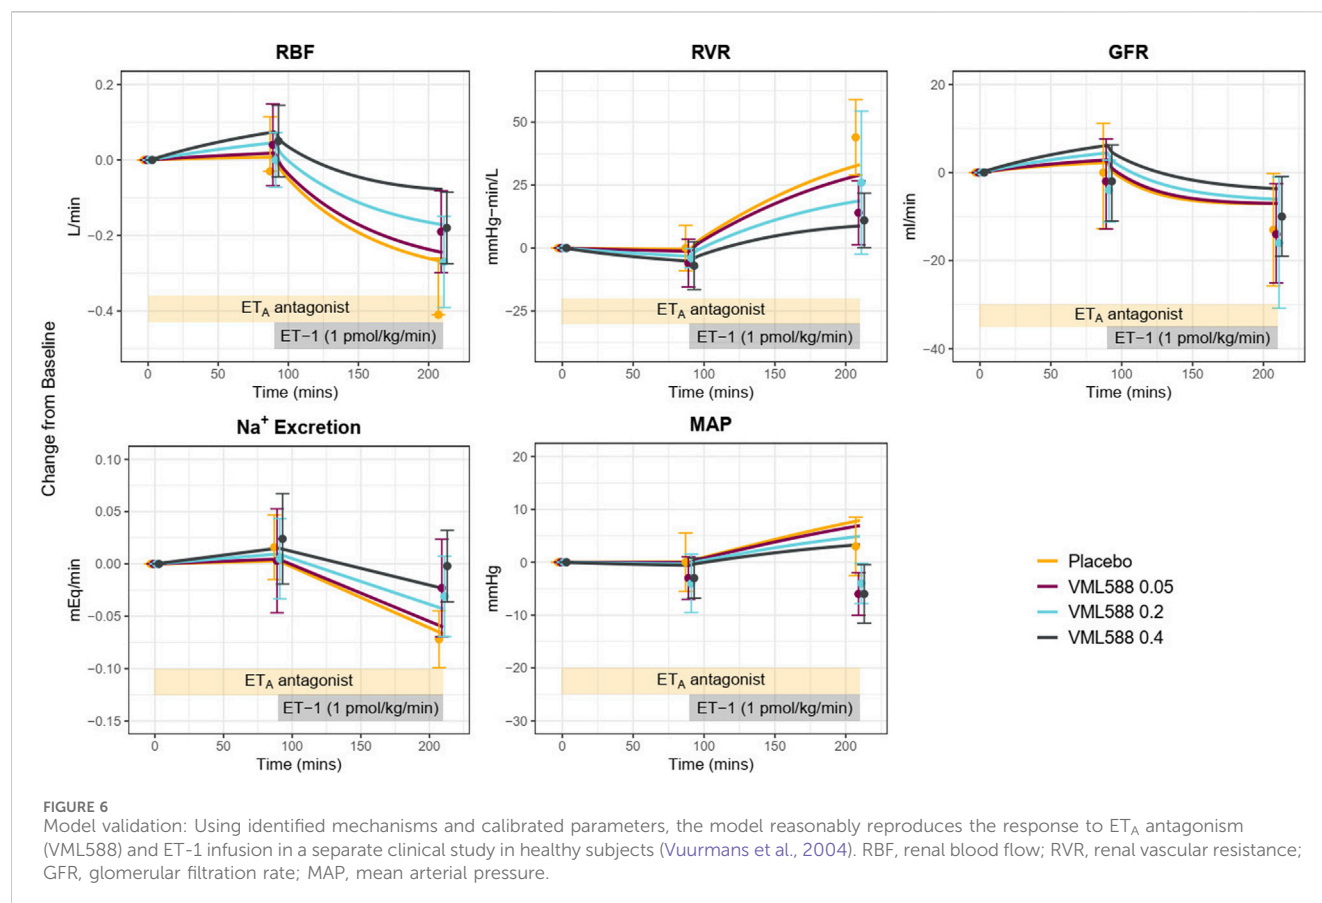 RBF
0.2
0.0
−0.2
−0.4
L/min
ET_A antagonist
ET−1 (1 pmol/kg/min)
0 50 100 150 200
Time (mins)
RVR
50
25
0
−25
mmHg−min/L
ET_A antagonist
ET−1 (1 pmol/kg/min)
0 50 100 150 200
Time (mins)
GFR
20
0
−20
−40
ml/min
ET_A antagonist
ET−1 (1 pmol/kg/min)
0 50 100 150 200
Time (mins)
Change from Baseline
Na⁺ Excretion
0.10
0.05
0.00
−0.05
−0.10
−0.15
mEq/min
ET_A antagonist
ET−1 (1 pmol/kg/min)
0 50 100 150 200
Time (mins)
MAP
20
10
0
−10
−20
−30
mmHg
ET_A antagonist
ET−1 (1 pmol/kg/min)
0 50 100 150 200
Time (mins)
Placebo
VML588 0.05
VML588 0.2
VML588 0.4
FIGURE 6
Model validation: Using identified mechanisms and calibrated parameters, the model reasonably reproduces the response to ET_A antagonism
(VML588) and ET-1 infusion in a separate clinical study in healthy subjects (Vuurmans et al., 2004). RBF, renal blood flow; RVR, renal vascular resistance;
GFR, glomerular filtration rate; MAP, mean arterial pressure.